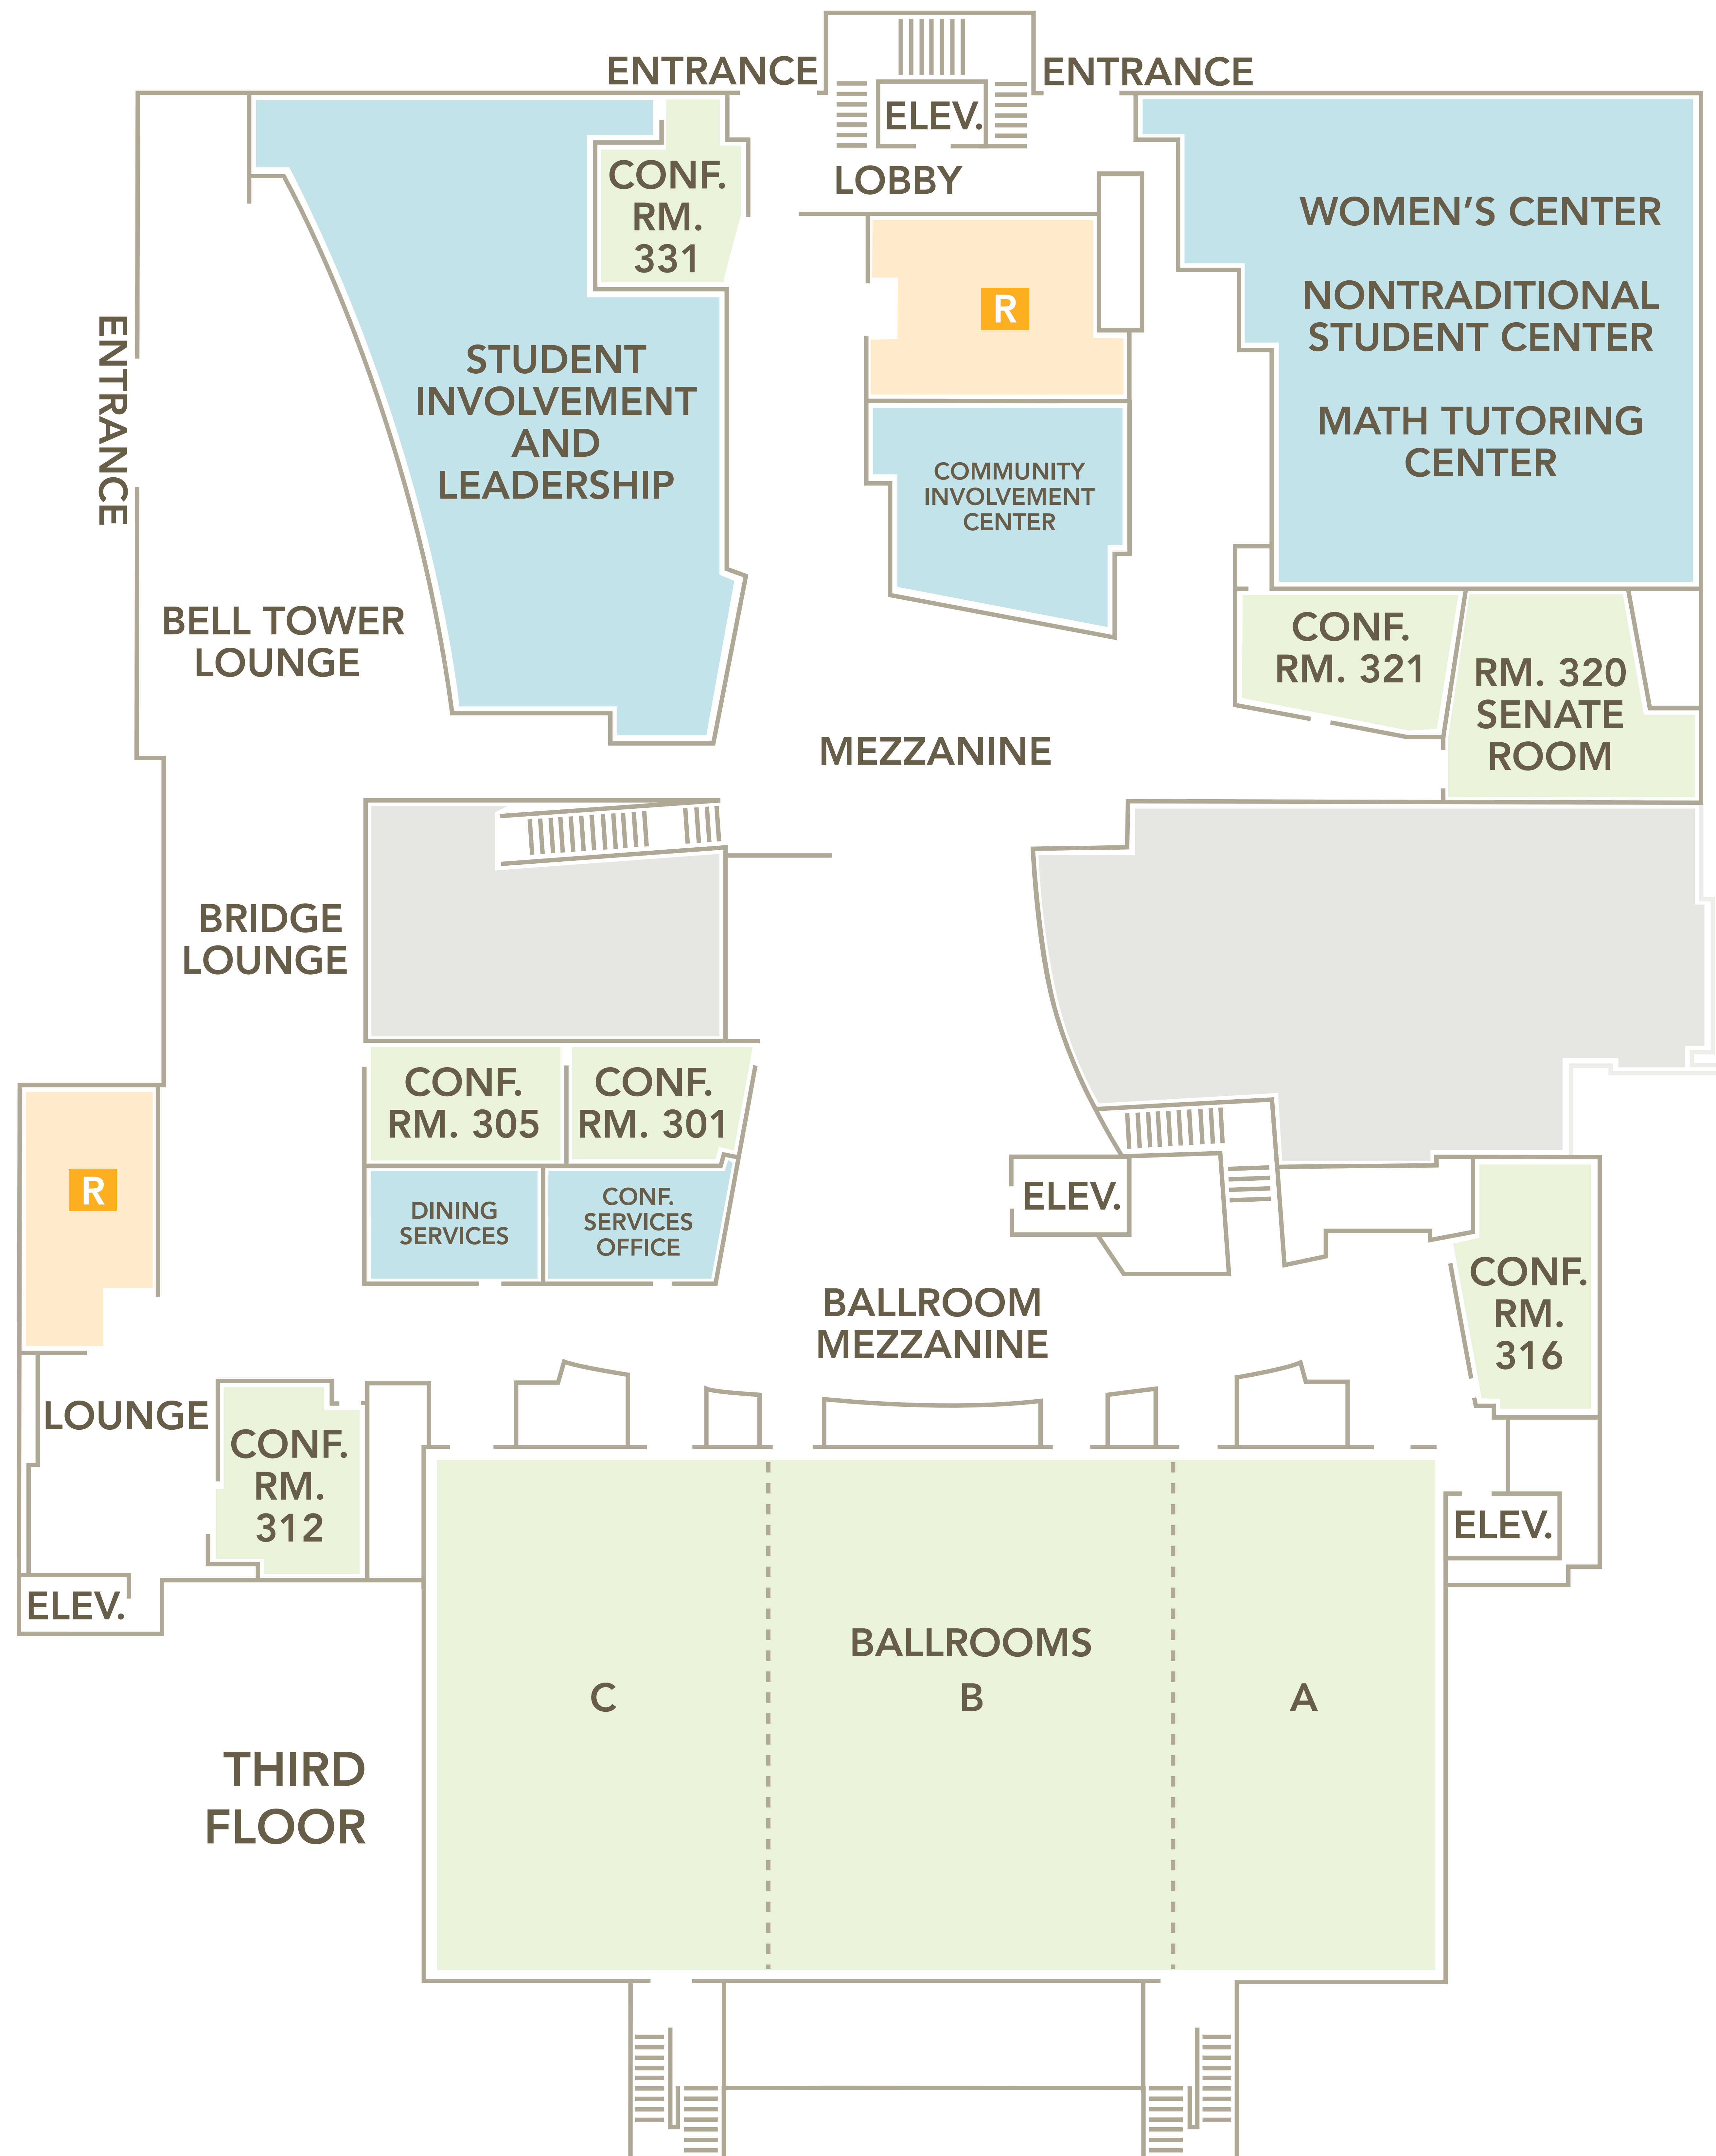 ENTRANCE
ENTRANCE
ELEV.
LOBBY
CONF.
RM.
331
R
WOMEN'S CENTER
NONTRADITIONAL
STUDENT CENTER
MATH TUTORING
CENTER
ENTRANCE
STUDENT
INVOLVEMENT
AND
LEADERSHIP
COMMUNITY
INVOLVEMENT
CENTER
BELL TOWER
LOUNGE
CONF.
RM. 321
RM. 320
SENATE
ROOM
MEZZANINE
BRIDGE
LOUNGE
CONF.
RM. 305
CONF.
RM. 301
R
DINING
SERVICES
CONF.
SERVICES
OFFICE
ELEV.
BALLROOM
MEZZANINE
CONF.
RM.
316
LOUNGE
CONF.
RM.
312
ELEV.
ELEV.
BALLROOMS
C
B
A
THIRD
FLOOR